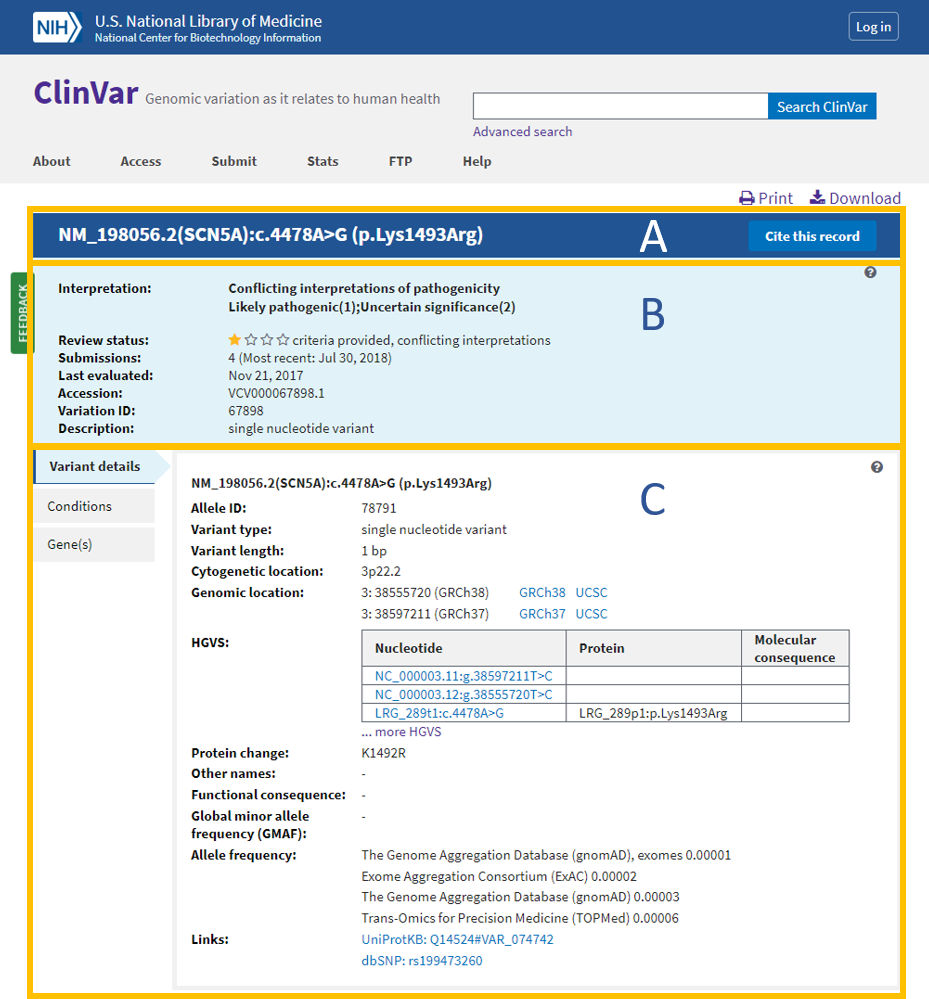 NIH
U.S. National Library of Medicine
National Center for Biotechnology Information
Log in
ClinVar Genomic variation as it relates to human health
Search ClinVar
Advanced search
About Access Submit Stats FTP Help
Print Download
NM_198056.2(SCN5A):c.4478A>G (p.Lys1493Arg) A Cite this record
FEEDBACK
B
Interpretation: Conflicting interpretations of pathogenicity
Likely pathogenic(1);Uncertain significance(2)
Review status: criteria provided, conflicting interpretations
Submissions: 4 (Most recent: Jul 30, 2018)
Last evaluated: Nov 21, 2017
Accession: VCV000067898.1
Variation ID: 67898
Description: single nucleotide variant
Variant details
Conditions
Gene(s)
C
NM_198056.2(SCN5A):c.4478A>G (p.Lys1493Arg)
Allele ID: 78791
Variant type: single nucleotide variant
Variant length: 1 bp
Cytogenetic location: 3p22.2
Genomic location: 3: 38555720 (GRCh38) GRCh38 UCSC
3: 38597211 (GRCh37) GRCh37 UCSC
HGVS:
Nucleotide Protein Molecular consequence
NC_000003.11:g.38597211T>C
NC_000003.12:g.38555720T>C
LRG_289t1:c.4478A>G LRG_289p1:p.Lys1493Arg
... more HGVS
Protein change: K1492R
Other names: -
Functional consequence: -
Global minor allele frequency (GMAF): -
Allele frequency: The Genome Aggregation Database (gnomAD), exomes 0.00001
Exome Aggregation Consortium (ExAC) 0.00002
The Genome Aggregation Database (gnomAD) 0.00003
Trans-Omics for Precision Medicine (TOPMed) 0.00006
Links: UniProtKB: Q14524#VAR_074742
dbSNP: rs199473260